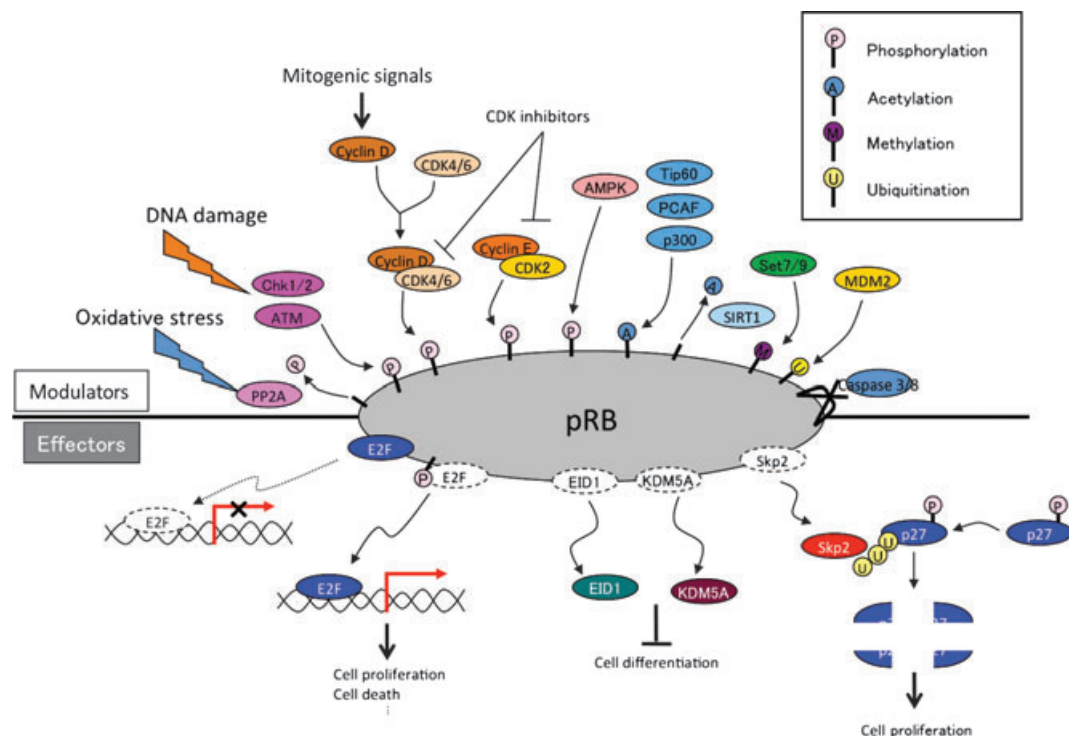 P Phosphorylation
A Acetylation
M Methylation
U Ubiquitination
Mitogenic signals
CDK inhibitors
Cyclin D
CDK4/6
AMPK
Tip60
PCAF
p300
DNA damage
Cyclin D
CDK4/6
Cyclin E
CDK2
Set7/9
MDM2
Chk1/2
ATM
A
SIRT1
Oxidative stress
P
P
P
P
P
A
M
U
PP2A
Caspase 3/8
Modulators
Effectors
pRB
E2F
P
E2F
EID1
KDM5A
Skp2
E2F
P
P
Skp2
U
U
U
p27
p27
E2F
EID1
KDM5A
Cell differentiation
Cell proliferation
Cell death
Cell proliferation